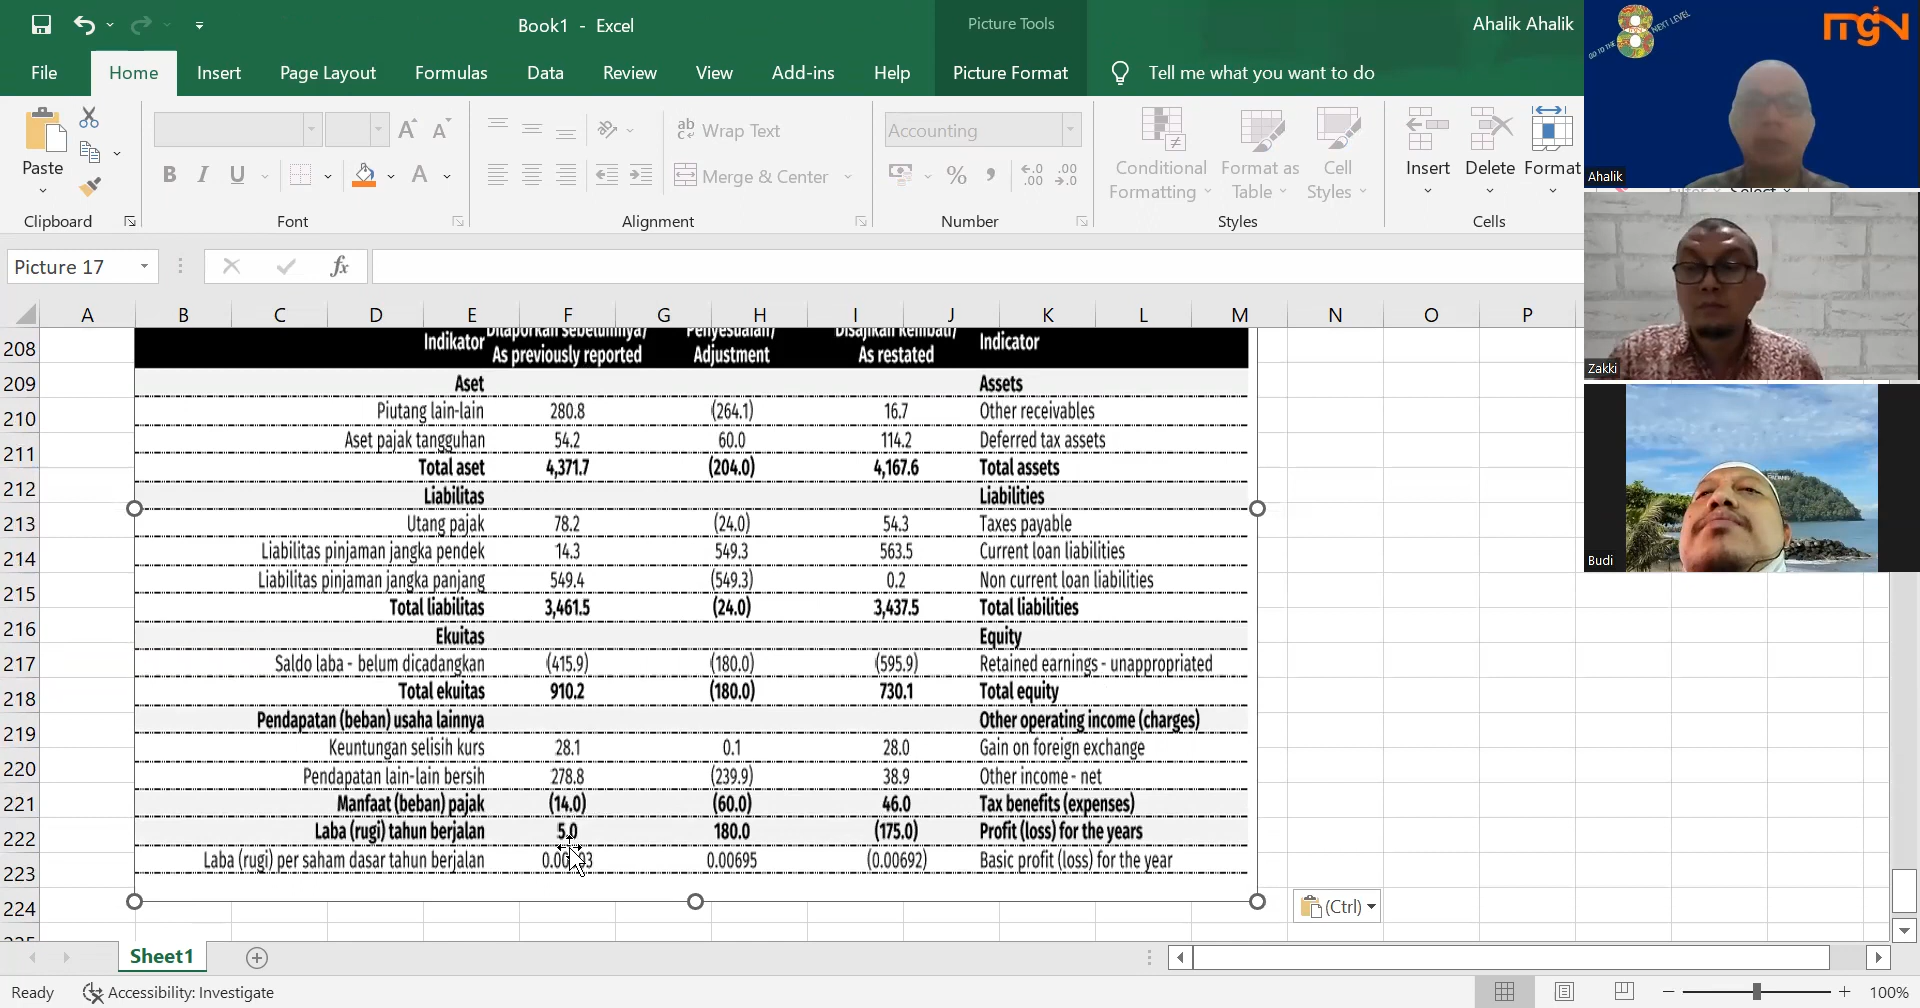 Book1 - Excel
Picture Tools
Ahalik Ahalik
File Home Insert Page Layout Formulas Data Review View Add-ins Help Picture Format Tell me what you want to do
GO TO THE NEXT LEVEL
mgn
Paste
Wrap Text
Merge & Center
Accounting
Conditional Formatting
Format as Table
Cell Styles
Insert Delete Format
Clipboard Font Alignment Number Styles Cells
Ahalik
Picture 17
fx
A B C D E F G H I J K L M N O P
208 Indikator As previously reported Adjustment As restated Indicator
209 Aset Assets
210 Piutang lain-lain 280.8 (264.1) 16.7 Other receivables
211 Aset pajak tangguhan 54.2 60.0 114.2 Deferred tax assets
Total aset 4,371.7 (204.0) 4,167.6 Total assets
212 Liabilitas Liabilities
213 Utang pajak 78.2 (24.0) 54.3 Taxes payable
214 Liabilitas pinjaman jangka pendek 14.3 549.3 563.5 Current loan liabilities
215 Liabilitas pinjaman jangka panjang 549.4 (549.3) 0.2 Non current loan liabilities
Total liabilitas 3,461.5 (24.0) 3,437.5 Total liabilities
216 Ekuitas Equity
217 Saldo laba - belum dicadangkan (415.9) (180.0) (595.9) Retained earnings - unappropriated
218 Total ekuitas 910.2 (180.0) 730.1 Total equity
219 Pendapatan (beban) usaha lainnya Other operating income (charges)
Keuntungan selisih kurs 28.1 0.1 28.0 Gain on foreign exchange
220 Pendapatan lain-lain bersih 278.8 (239.9) 38.9 Other income - net
221 Manfaat (beban) pajak (14.0) (60.0) 46.0 Tax benefits (expenses)
222 Laba (rugi) tahun berjalan 5.0 180.0 (175.0) Profit (loss) for the years
223 Laba (rugi) per saham dasar tahun berjalan 0.00695 (0.00692) Basic profit (loss) for the year
224
(Ctrl)
Zakki
PADANG
Budi
Sheet1
Ready Accessibility: Investigate
100%